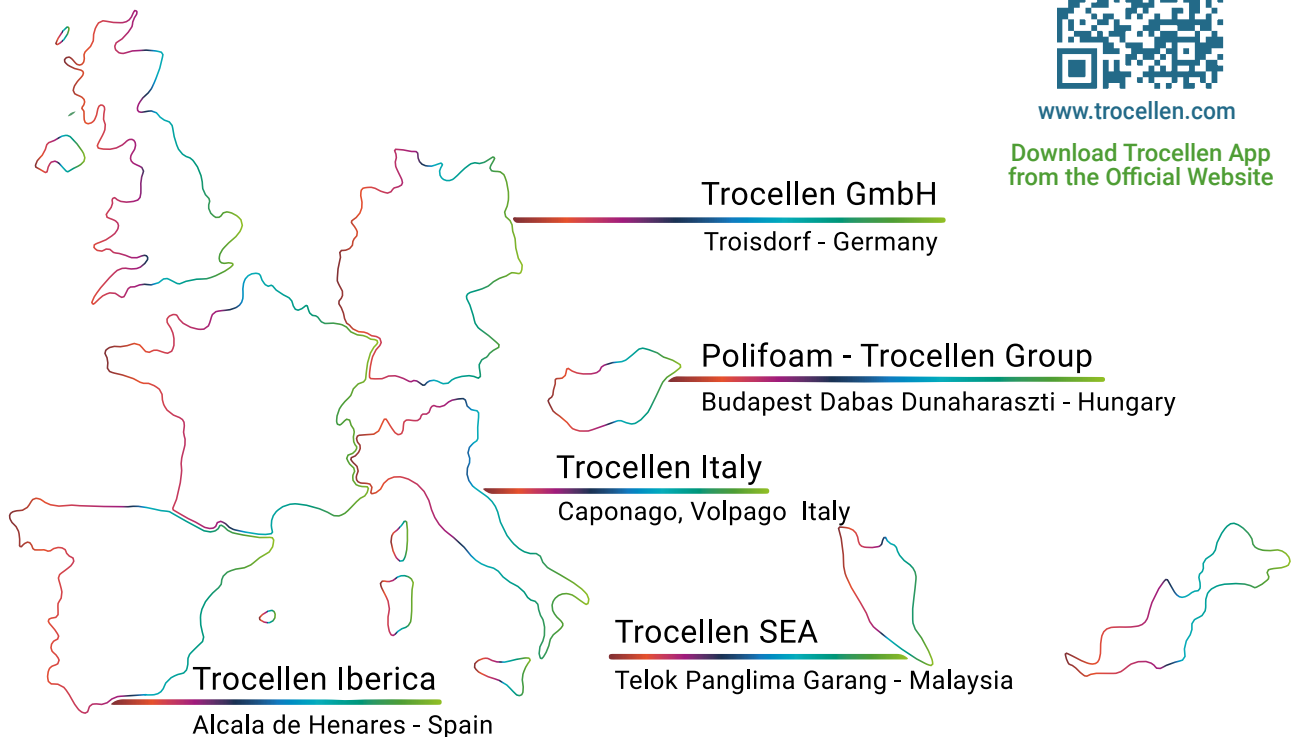 www.trocellen.com
Download Trocellen App
from the Official Website
Trocellen GmbH
Troisdorf - Germany
Polifoam - Trocellen Group
Budapest Dabas Dunaharaszti - Hungary
Trocellen Italy
Caponago, Volpago Italy
Trocellen SEA
Telok Panglima Garang - Malaysia
Trocellen Iberica
Alcala de Henares - Spain